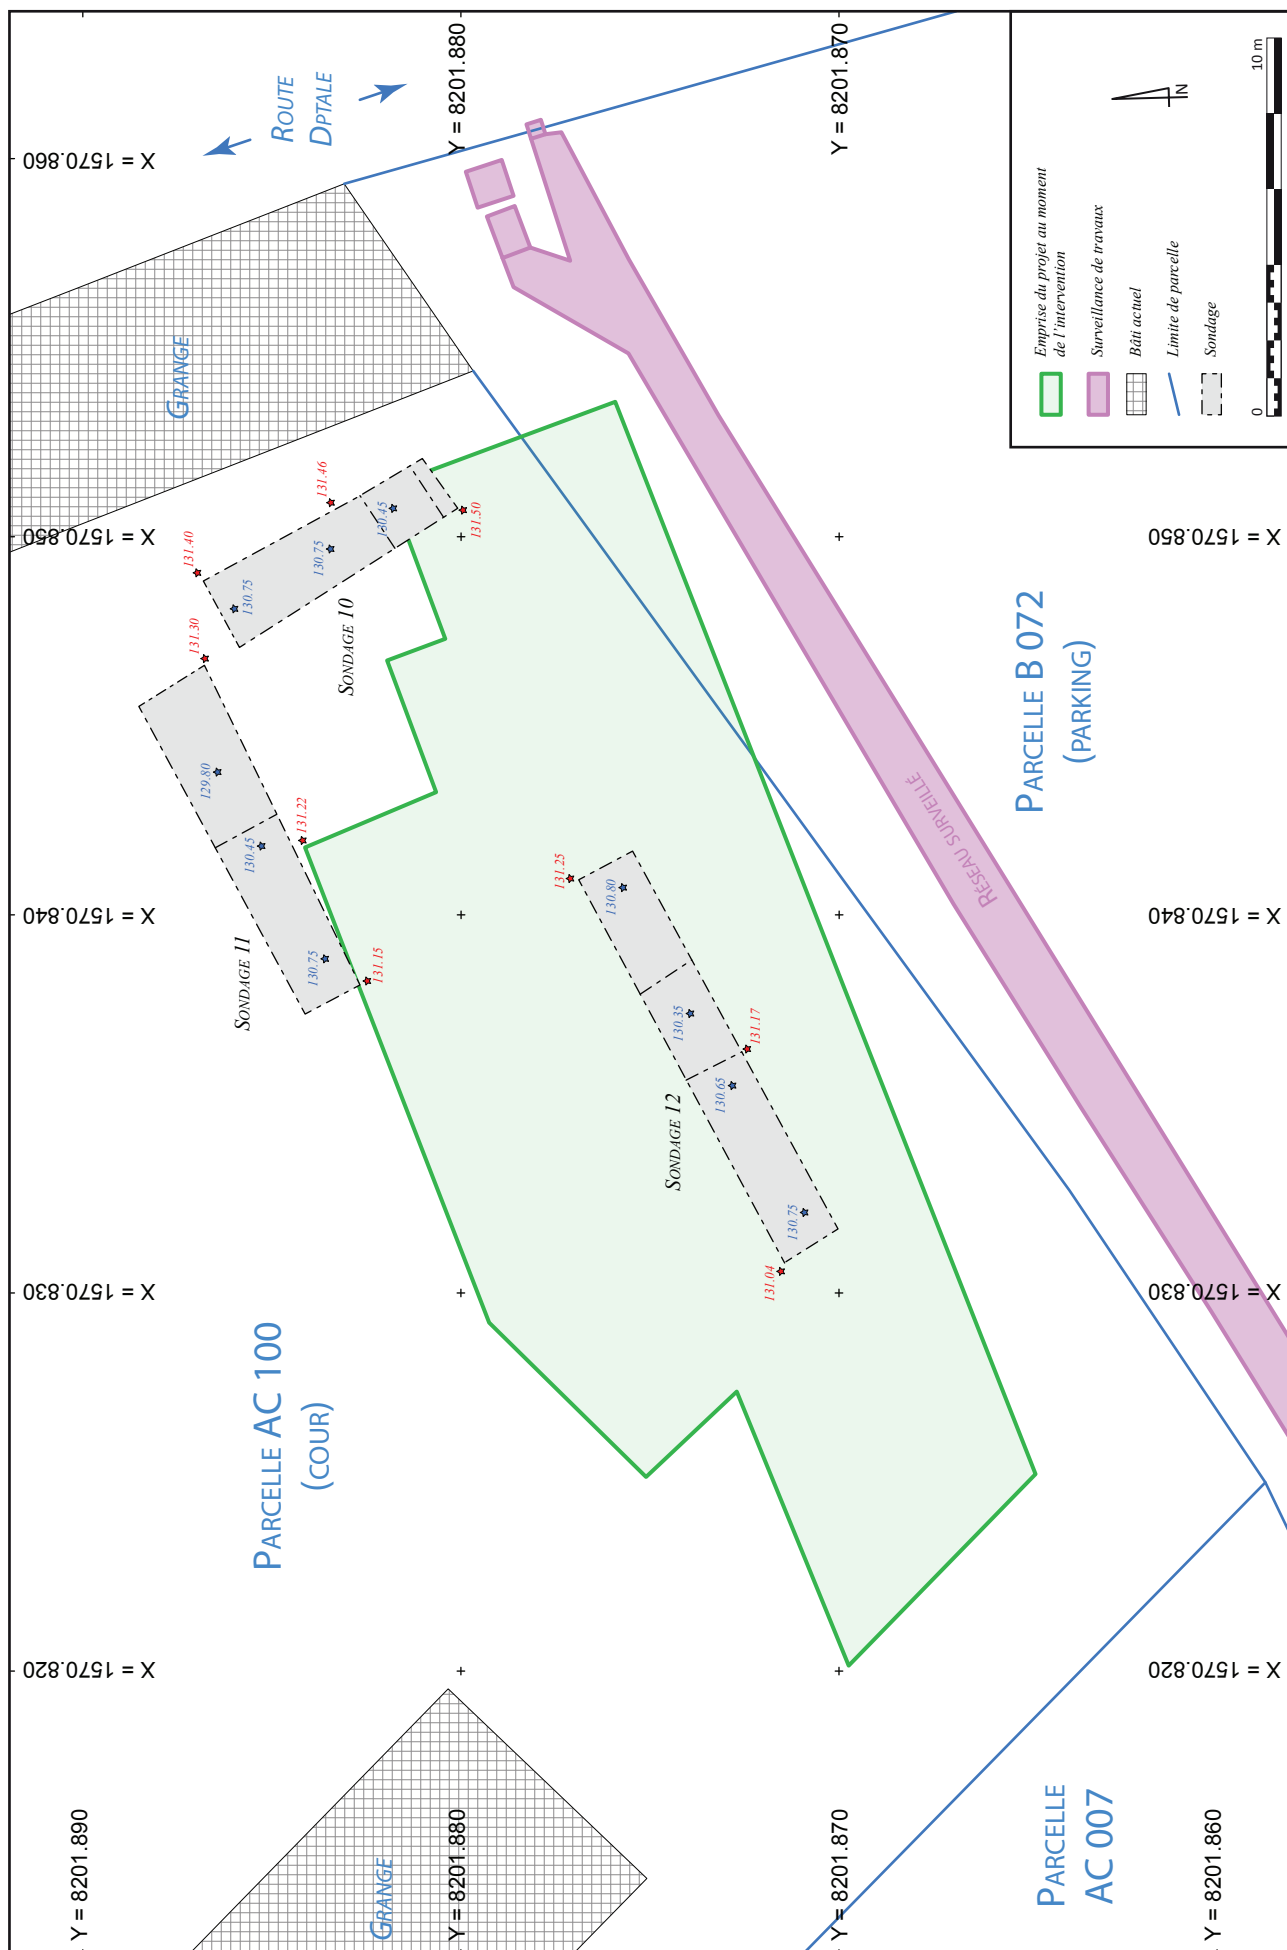 Y = 8201.890
Y = 8201.880
Y = 8201.870
Y = 8201.860
Y = 8201.880
Y = 8201.870
X = 1570.820
X = 1570.830
X = 1570.840
X = 1570.850
X = 1570.860
X = 1570.820
X = 1570.830
X = 1570.840
X = 1570.850
GRANGE
PARCELLE AC 100
(COUR)
PARCELLE
AC 007
GRANGE
ROUTE
DPTALE
PARCELLE B 072
(PARKING)
RÉSEAU SURVEILLÉ
SONDAGE 11
131.30
129.80
130.45
131.22
130.75
131.15
SONDAGE 10
131.40
130.75
130.75
131.46
130.45
131.50
SONDAGE 12
131.25
130.80
130.35
131.17
130.65
130.75
131.04
Emprise du projet au moment
de l'intervention
Surveillance de travaux
Bâti actuel
Limite de parcelle
Sondage
N
0
10 m